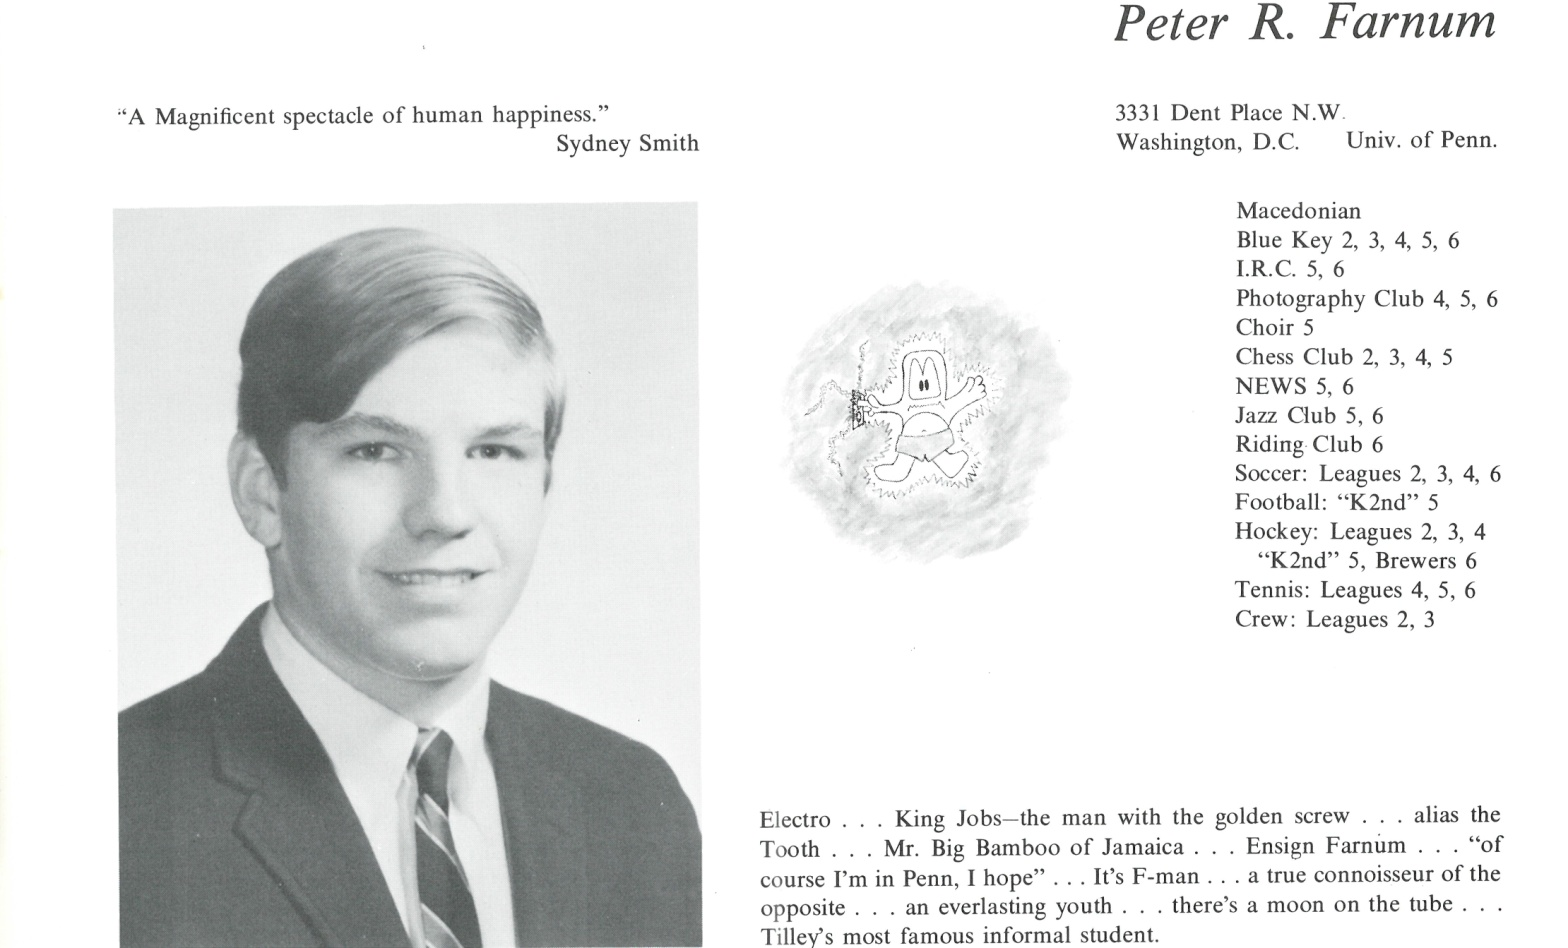 Peter R. Farnum
“A Magnificent spectacle of human happiness.”
Sydney Smith
3331 Dent Place N.W.
Washington, D.C. Univ. of Penn.
Macedonian
Blue Key 2, 3, 4, 5, 6
I.R.C. 5, 6
Photography Club 4, 5, 6
Choir 5
Chess Club 2, 3, 4, 5
NEWS 5, 6
Jazz Club 5, 6
Riding Club 6
Soccer: Leagues 2, 3, 4, 6
Football: “K2nd” 5
Hockey: Leagues 2, 3, 4
“K2nd” 5, Brewers 6
Tennis: Leagues 4, 5, 6
Crew: Leagues 2, 3
Electro . . . King Jobs—the man with the golden screw . . . alias the
Tooth . . . Mr. Big Bamboo of Jamaica . . . Ensign Farnum . . . “of
course I'm in Penn, I hope” . . . It's F-man . . . a true connoisseur of the
opposite . . . an everlasting youth . . . there's a moon on the tube . . .
Tilley's most famous informal student.